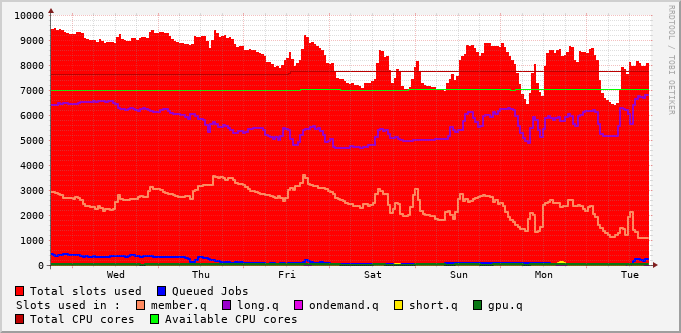 10000
9000
8000
7000
6000
5000
4000
3000
2000
1000
0
Wed Thu Fri Sat Sun Mon Tue
RRDTOOL / TOBI OETIKER
Total slots used Queued Jobs
Slots used in : member.q long.q ondemand.q short.q gpu.q
Total CPU cores Available CPU cores